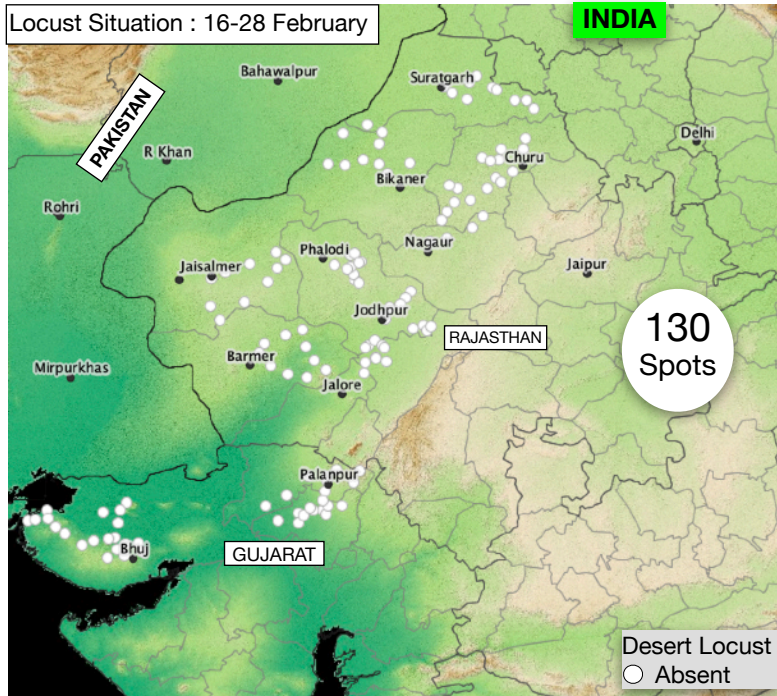 Locust Situation : 16-28 February
INDIA
Bahawalpur
Suratgarh
PAKISTAN
Delhi
R Khan
Churu
Bikaner
Rohri
Nagaur
Phalodi
Jaisalmer
Jaipur
Jodhpur
130
Spots
RAJASTHAN
Barmer
Mirpurkhas
Jalore
Palanpur
Bhuj
GUJARAT
Desert Locust
Absent